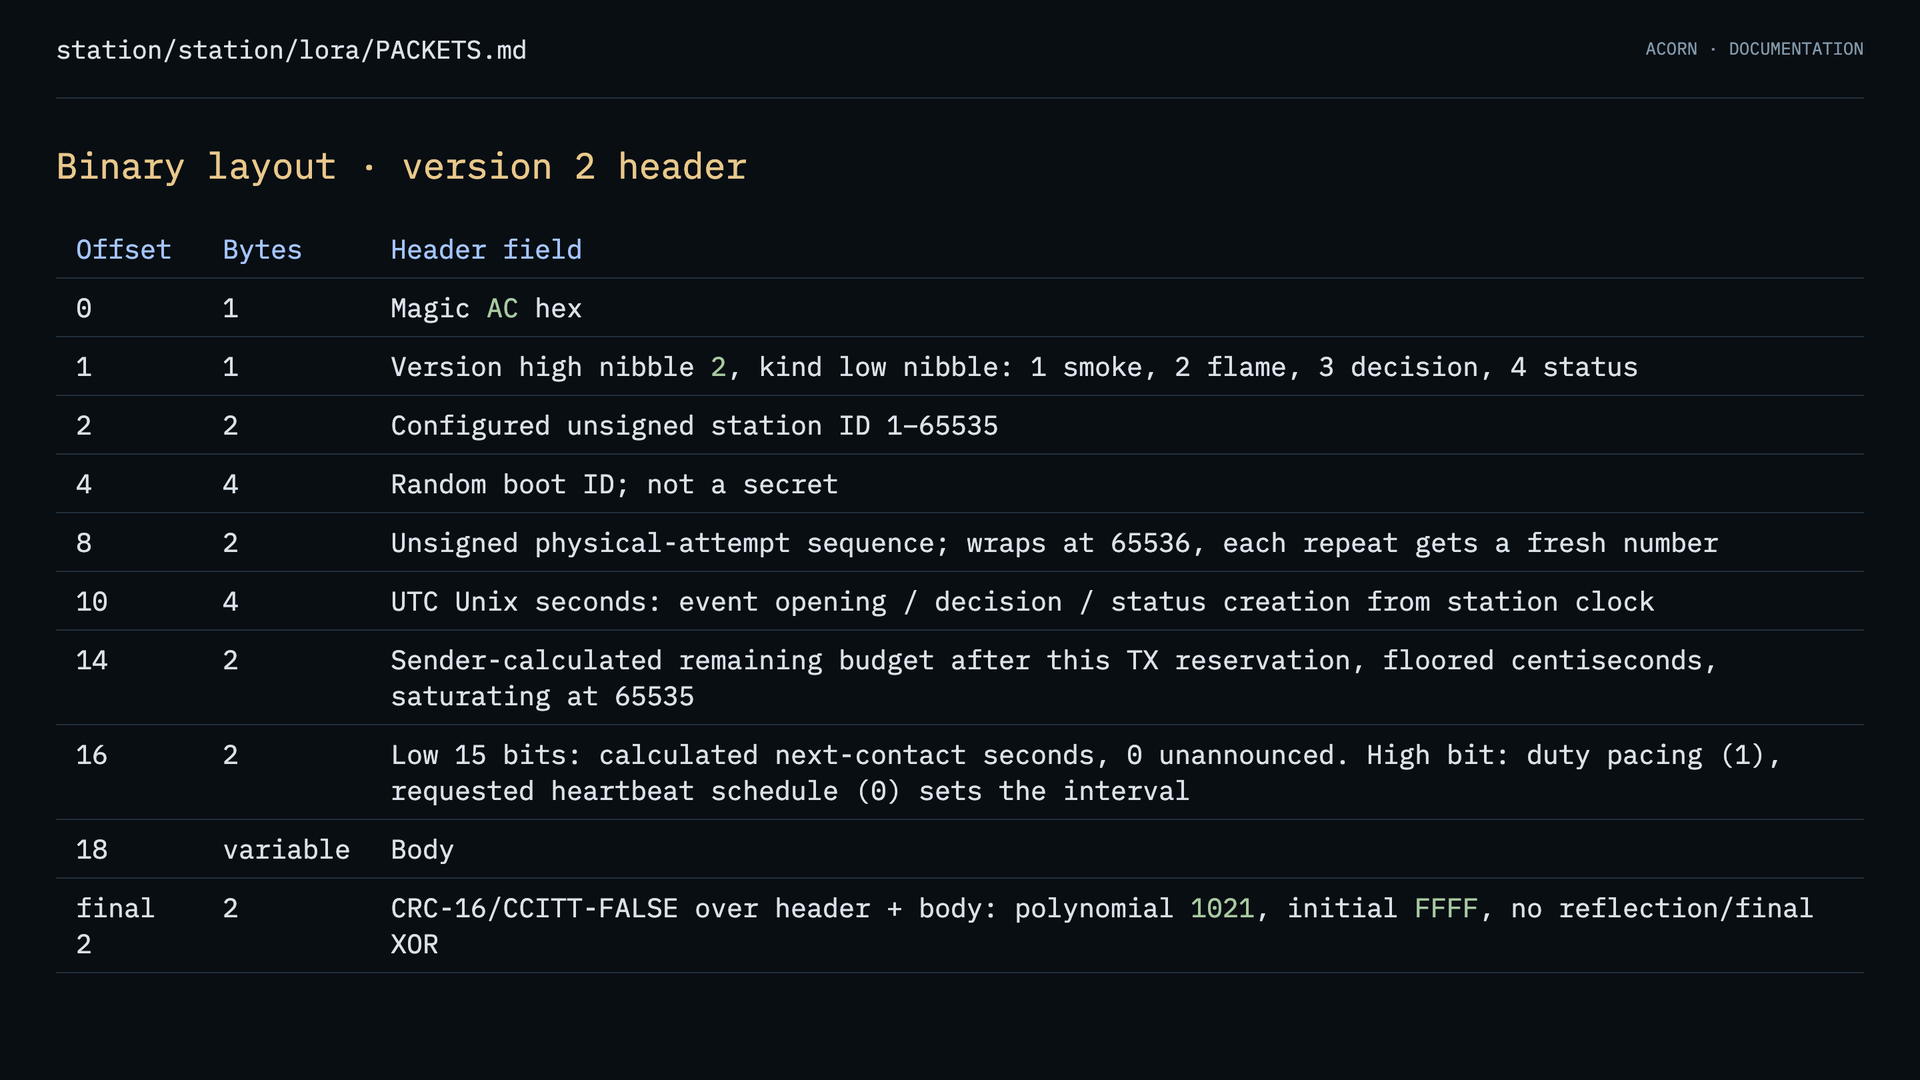 station/station/lora/PACKETS.md
ACORN · DOCUMENTATION
Binary layout · version 2 header
Offset Bytes Header field
0 1 Magic AC hex
1 1 Version high nibble 2, kind low nibble: 1 smoke, 2 flame, 3 decision, 4 status
2 2 Configured unsigned station ID 1–65535
4 4 Random boot ID; not a secret
8 2 Unsigned physical-attempt sequence; wraps at 65536, each repeat gets a fresh number
10 4 UTC Unix seconds: event opening / decision / status creation from station clock
14 2 Sender-calculated remaining budget after this TX reservation, floored centiseconds,
saturating at 65535
16 2 Low 15 bits: calculated next-contact seconds, 0 unannounced. High bit: duty pacing (1),
requested heartbeat schedule (0) sets the interval
18 variable Body
final 2 CRC-16/CCITT-FALSE over header + body: polynomial 1021, initial FFFF, no reflection/final
2 XOR